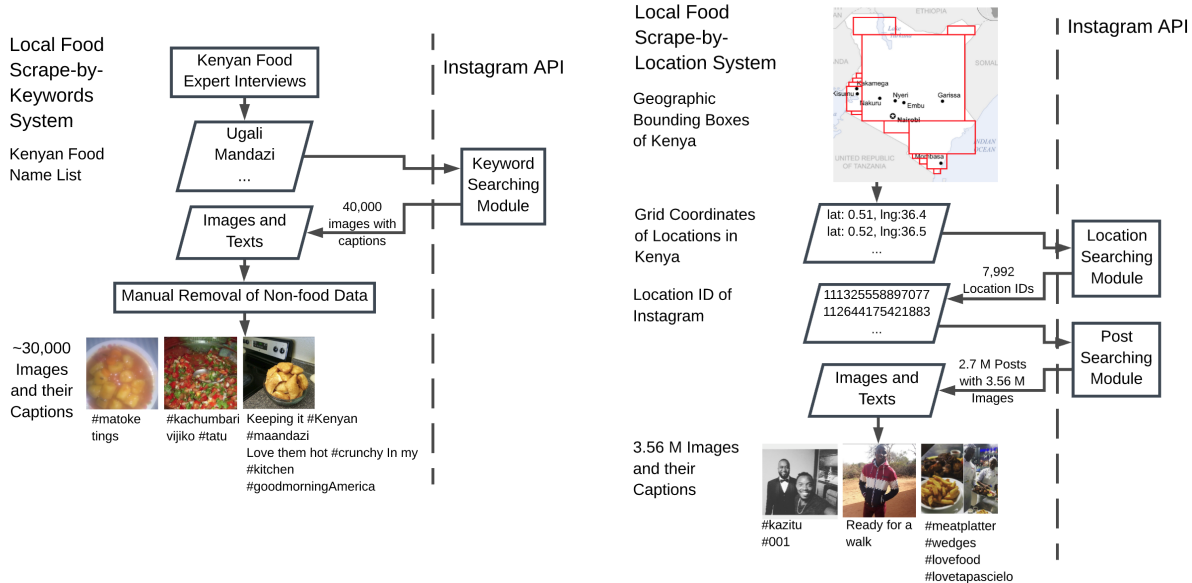 Local Food
Scrape-by-
Keywords
System
Kenyan Food
Name List
Kenyan Food
Expert Interviews
Ugali
Mandazi
...
Instagram API
Keyword
Searching
Module
40,000
images with
captions
Images and
Texts
Manual Removal of Non-food Data
~30,000
Images
and their
Captions
#matoke
tings
#kachumbari
vijiko #tatu
Keeping it #Kenyan
#maandazi
Love them hot #crunchy In my
#kitchen
#goodmorningAmerica
Local Food
Scrape-by-
Location System
Geographic
Bounding Boxes
of Kenya
ETHIOPIA
Lake
SOMAL
Kakamega
Kisumu
Nakuru
Nyeri
Embu
Garissa
Nairobi
UNITED REPUBLIC
OF TANZANIA
Mombasa
INDIAN
OCEAN
Instagram API
Grid Coordinates
of Locations in
Kenya
lat: 0.51, lng:36.4
lat: 0.52, lng:36.5
...
Location
Searching
Module
7,992
Location IDs
Location ID of
Instagram
111325558897077
112644175421883
...
Post
Searching
Module
2.7 M Posts
with 3.56 M
Images
Images and
Texts
3.56 M Images
and their
Captions
#kazitu
#001
Ready for a
walk
#meatplatter
#wedges
#lovefood
#lovetapascielo